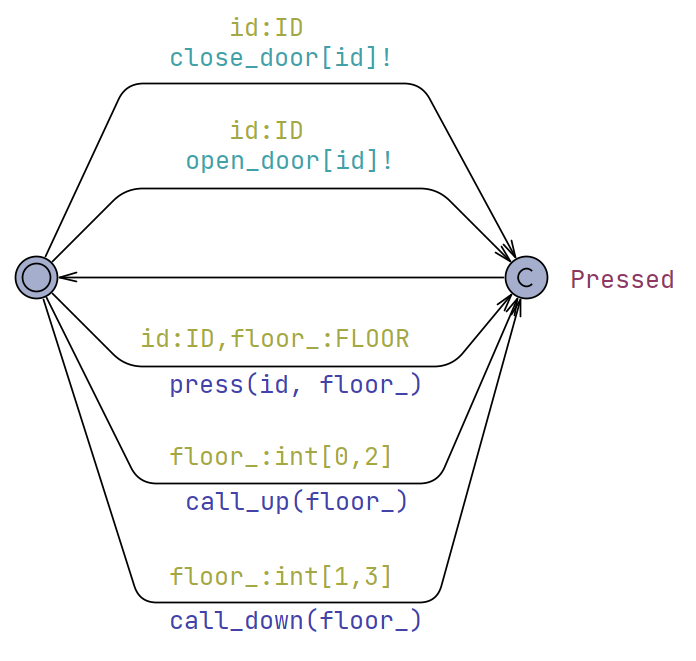 id:ID
close_door[id]!
id:ID
open_door[id]!
C
Pressed
id:ID,floor_:FLOOR
press(id, floor_)
floor_:int[0,2]
call_up(floor_)
floor_:int[1,3]
call_down(floor_)